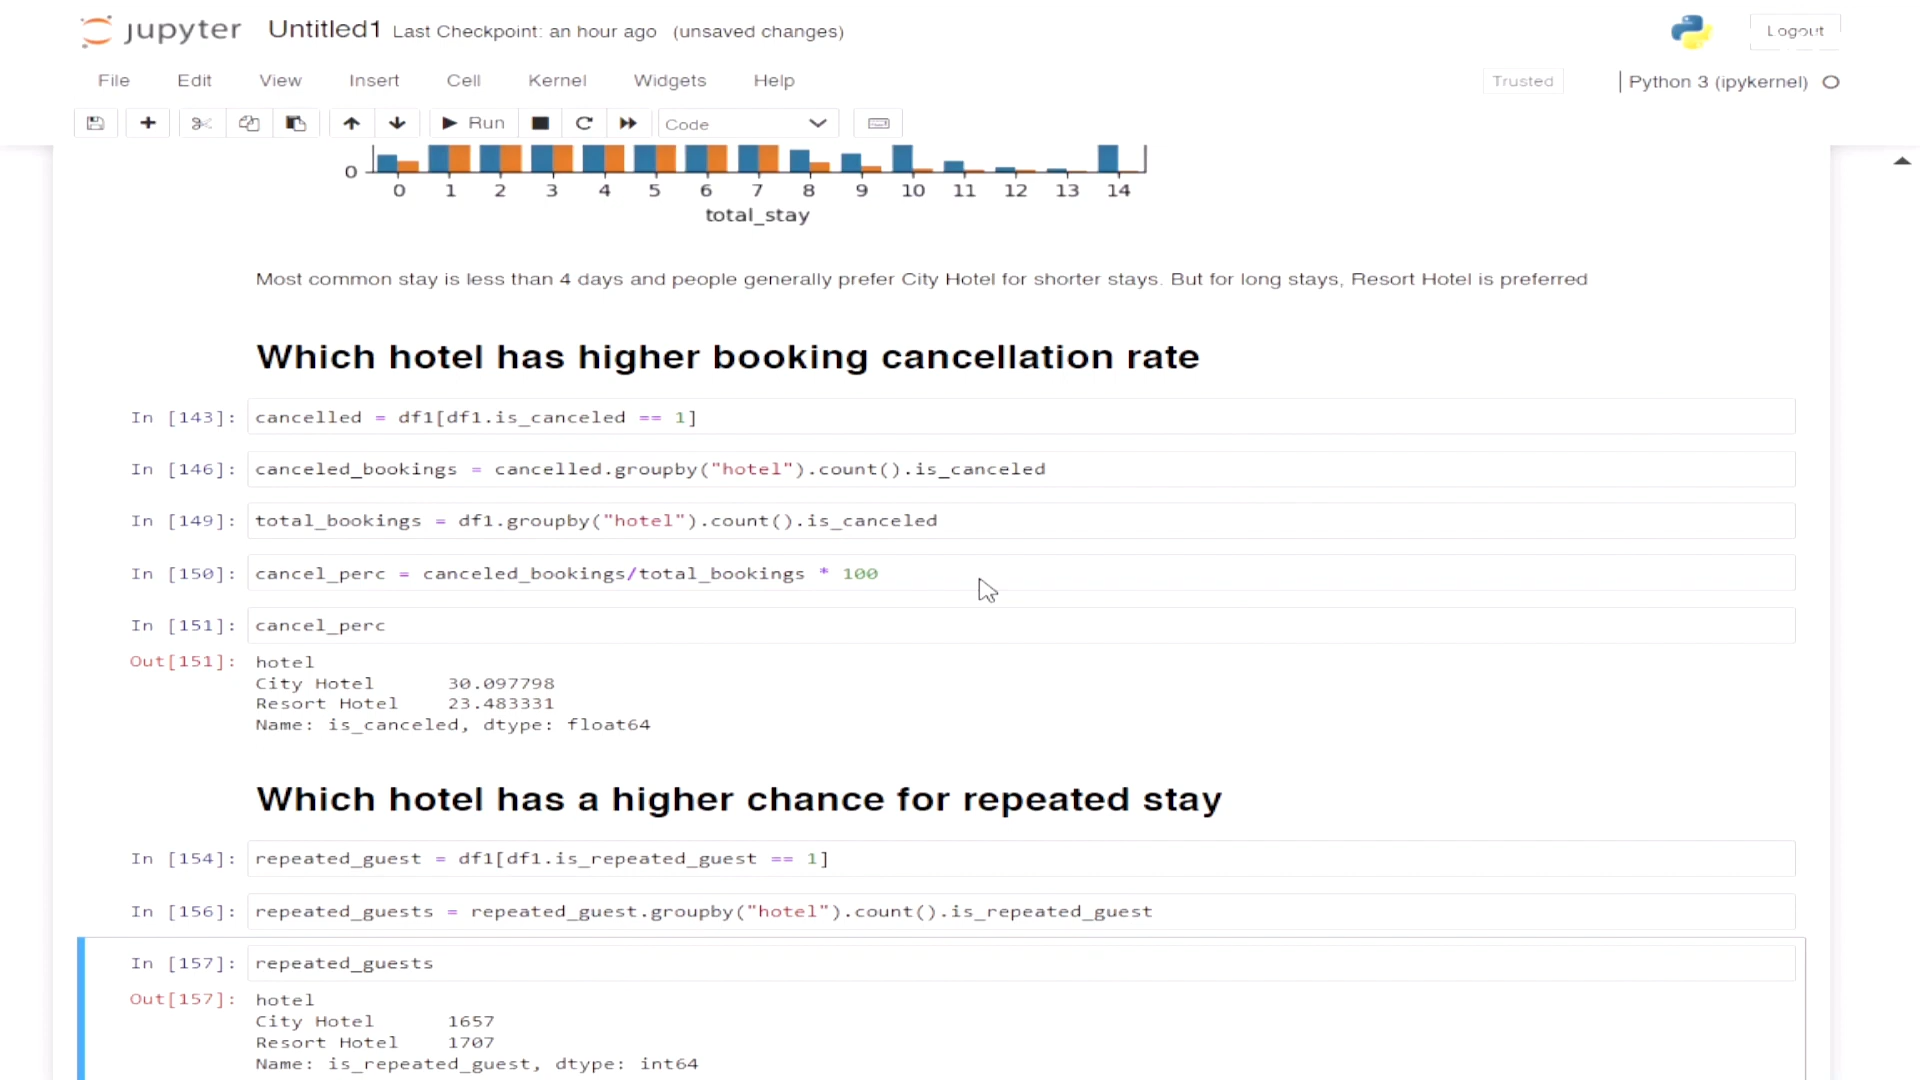 jupyter Untitled1 Last Checkpoint: an hour ago (unsaved changes) Logout
File Edit View Insert Cell Kernel Widgets Help Trusted Python 3 (ipykernel)
Run Code
0
0 1 2 3 4 5 6 7 8 9 10 11 12 13 14
total_stay
Most common stay is less than 4 days and people generally prefer City Hotel for shorter stays. But for long stays, Resort Hotel is preferred
Which hotel has higher booking cancellation rate
In [143]: cancelled = df1[df1.is_canceled == 1]
In [146]: canceled_bookings = cancelled.groupby("hotel").count().is_canceled
In [149]: total_bookings = df1.groupby("hotel").count().is_canceled
In [150]: cancel_perc = canceled_bookings/total_bookings * 100
In [151]: cancel_perc
Out[151]: hotel
City Hotel 30.097798
Resort Hotel 23.483331
Name: is_canceled, dtype: float64
Which hotel has a higher chance for repeated stay
In [154]: repeated_guest = df1[df1.is_repeated_guest == 1]
In [156]: repeated_guests = repeated_guest.groupby("hotel").count().is_repeated_guest
In [157]: repeated_guests
Out[157]: hotel
City Hotel 1657
Resort Hotel 1707
Name: is_repeated_guest, dtype: int64